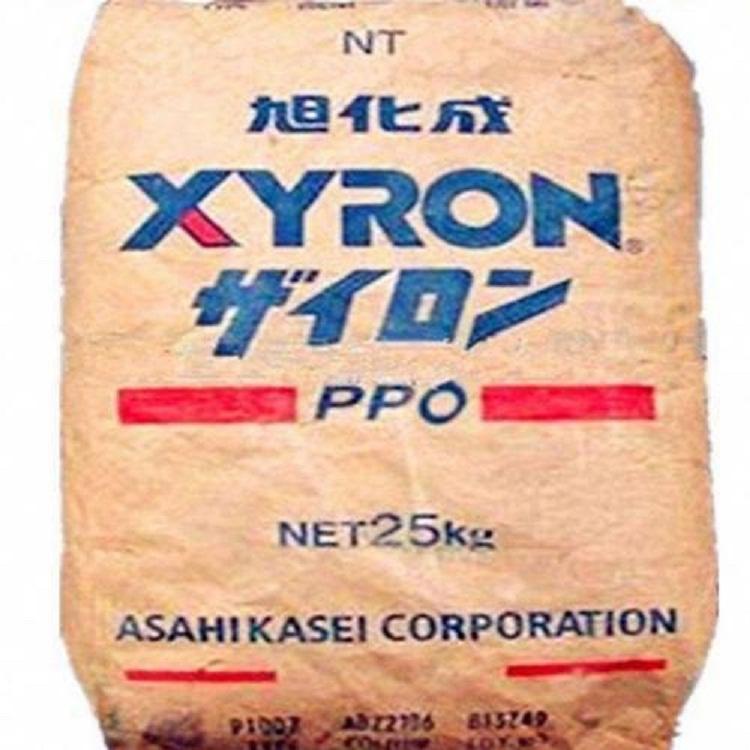 NT
旭化成
XYRON®
ザイロン
PPO
NET 25kg
ASAHI KASEI CORPORATION